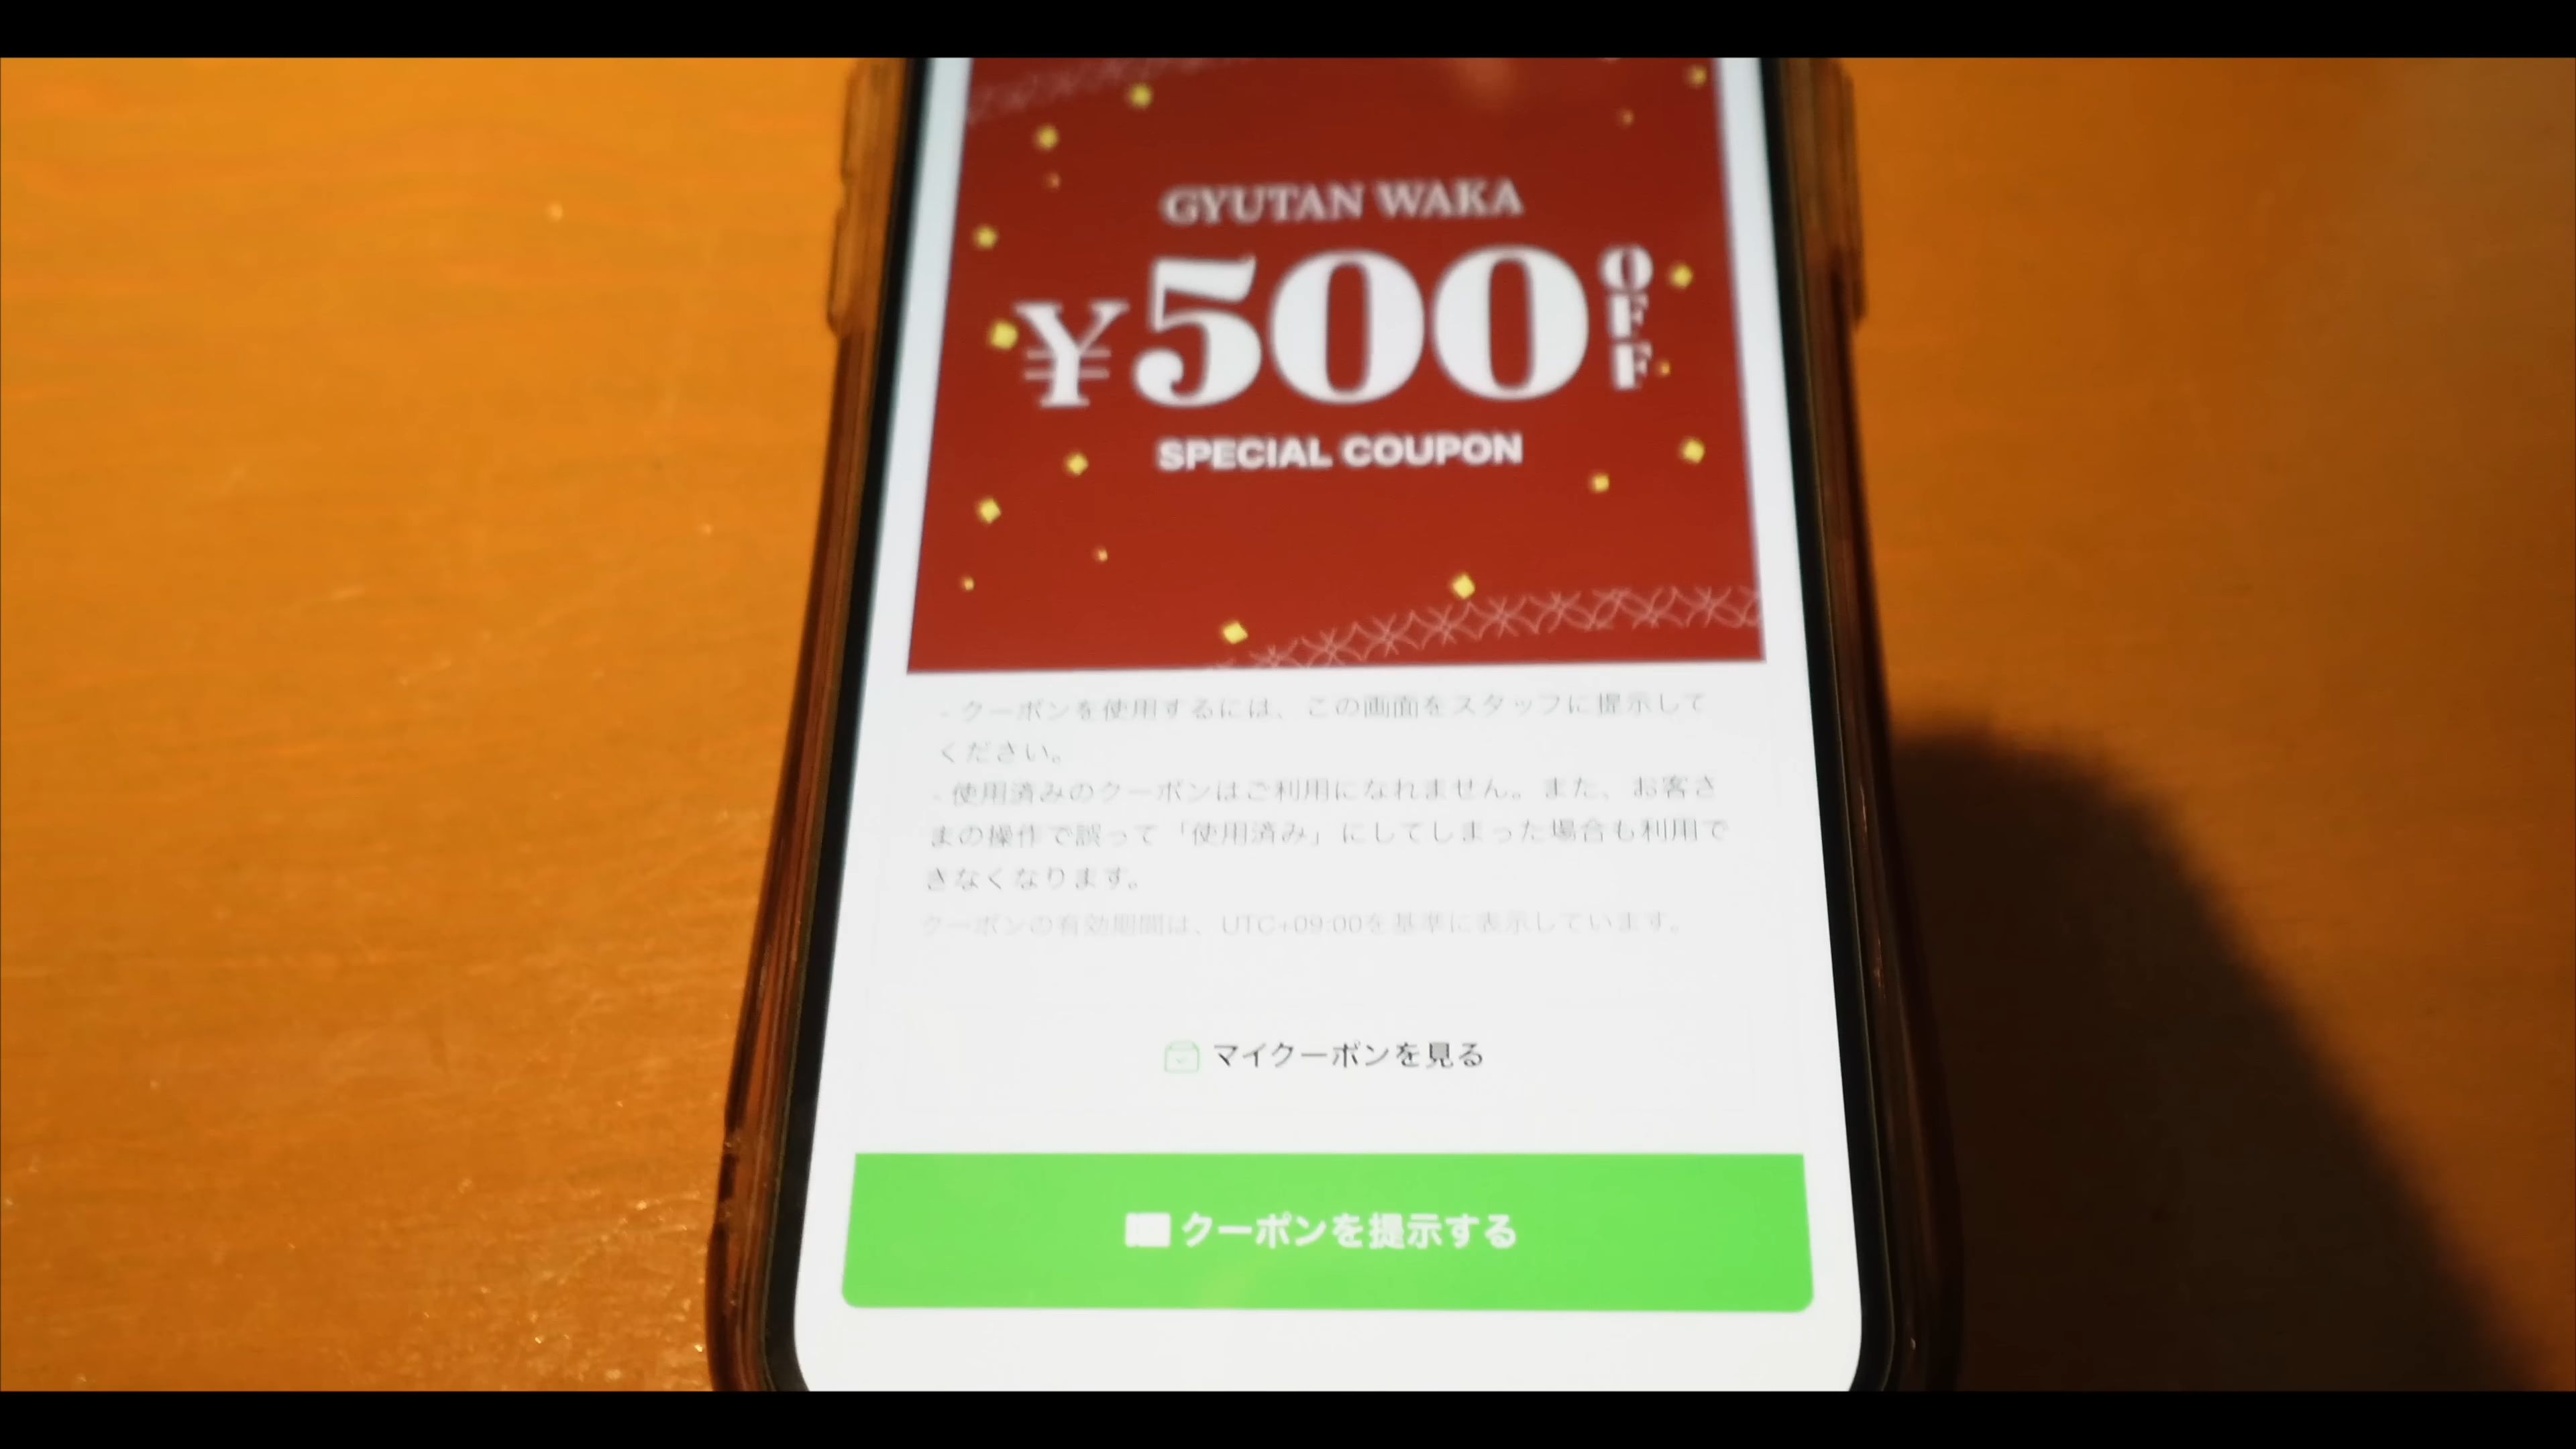 GYUTAN WAKA
¥500 OFF
SPECIAL COUPON
- クーポンを使用するには、この画面をスタッフに提示して
ください。
- 使用済みのクーポンはご利用になれません。また、お客さ
まの操作で誤って「使用済み」にしてしまった場合も利用で
きなくなります。
クーポンの有効期間は、UTC+09:00を基準に表示しています。
マイクーポンを見る
クーポンを提示する